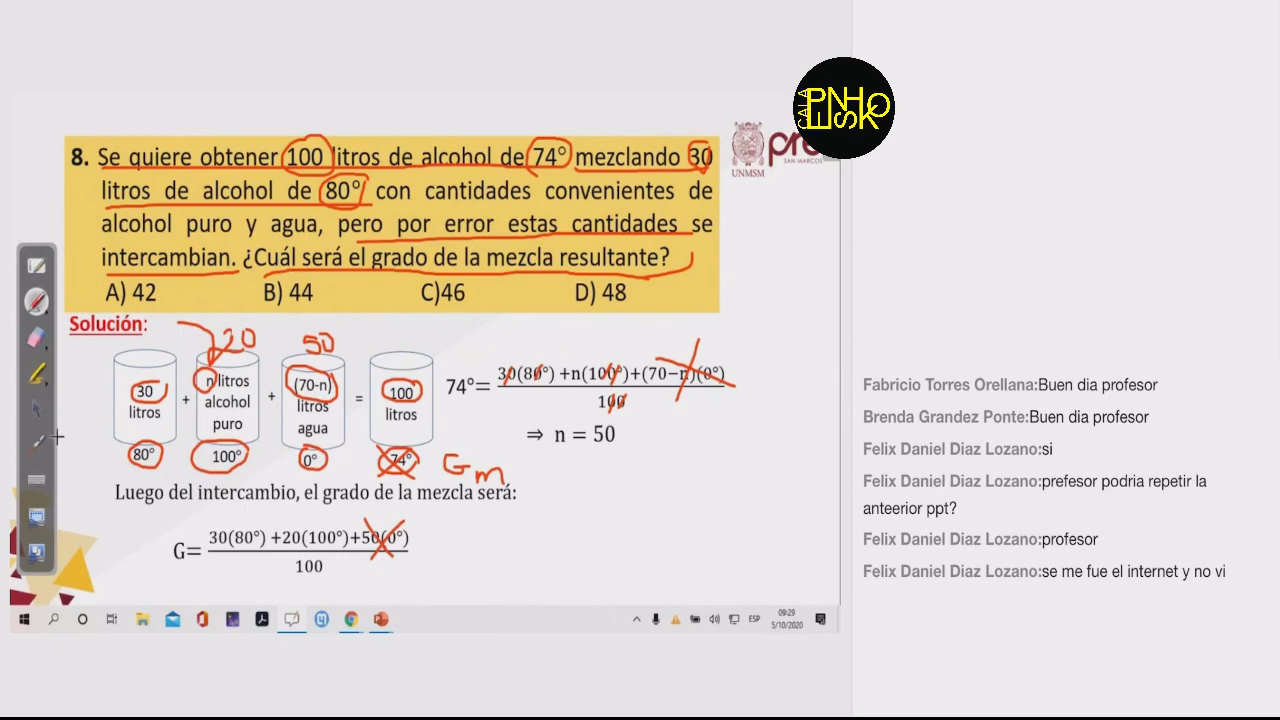 CALA
PNHO
ESK
8. Se quiere obtener 100 litros de alcohol de 74° mezclando 30
litros de alcohol de 80° con cantidades convenientes de
alcohol puro y agua, pero por error estas cantidades se
intercambian. ¿Cuál será el grado de la mezcla resultante?
A) 42 B) 44 C)46 D) 48
UNMSM
pre
SAN MARCOS
Solución:
20 50
30 litros + n litros alcohol puro + (70-n) litros agua = 100 litros
80° 100° 0° 74° Gm
74°= 30(80°) +n(100°)+(70−n)(0°)
100
⇒ n = 50
Luego del intercambio, el grado de la mezcla será:
G= 30(80°) +20(100°)+50(0°)
100
ESP
09:29
5/10/2020
Fabricio Torres Orellana:Buen dia profesor
Brenda Grandez Ponte:Buen dia profesor
Felix Daniel Diaz Lozano:si
Felix Daniel Diaz Lozano:prefesor podria repetir la
anteerior ppt?
Felix Daniel Diaz Lozano:profesor
Felix Daniel Diaz Lozano:se me fue el internet y no vi